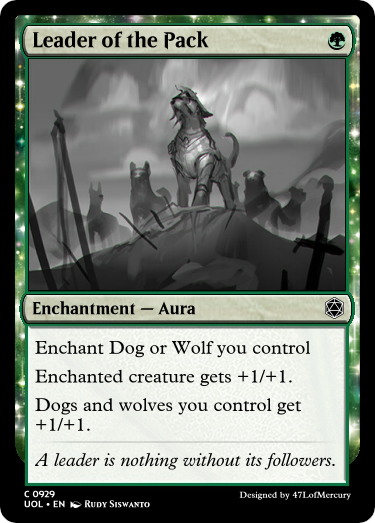 Leader of the Pack
Enchantment — Aura
Enchant Dog or Wolf you control
Enchanted creature gets +1/+1.
Dogs and wolves you control get
+1/+1.
A leader is nothing without its followers.
C 0929
UOL • EN Rudy Siswanto
Designed by 47LofMercury